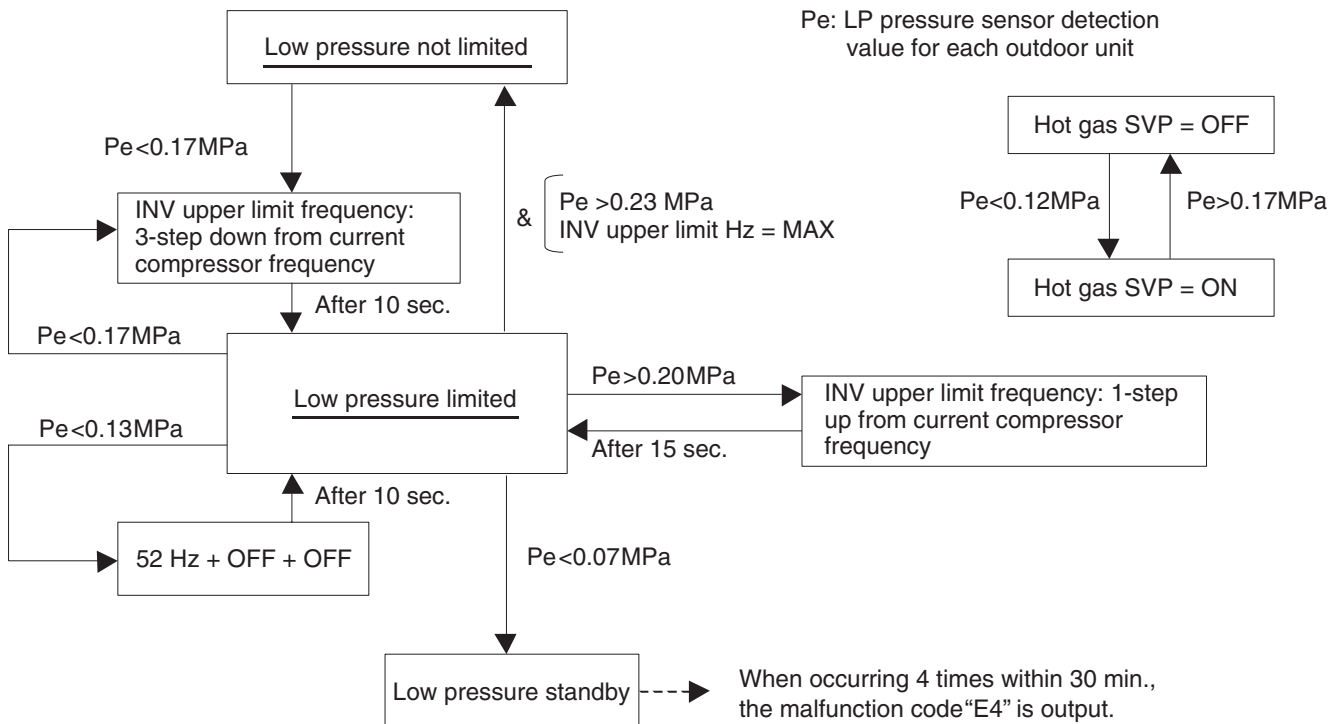 Low pressure not limited
Pe: LP pressure sensor detection
value for each outdoor unit
Pe<0.17MPa
&
Pe >0.23 MPa
INV upper limit Hz = MAX
Hot gas SVP = OFF
Pe<0.12MPa
Pe>0.17MPa
Hot gas SVP = ON
INV upper limit frequency:
3-step down from current
compressor frequency
After 10 sec.
Pe<0.17MPa
Low pressure limited
Pe>0.20MPa
After 15 sec.
INV upper limit frequency: 1-step
up from current compressor
frequency
Pe<0.13MPa
After 10 sec.
52 Hz + OFF + OFF
Pe<0.07MPa
Low pressure standby
When occurring 4 times within 30 min.,
the malfunction code“E4” is output.